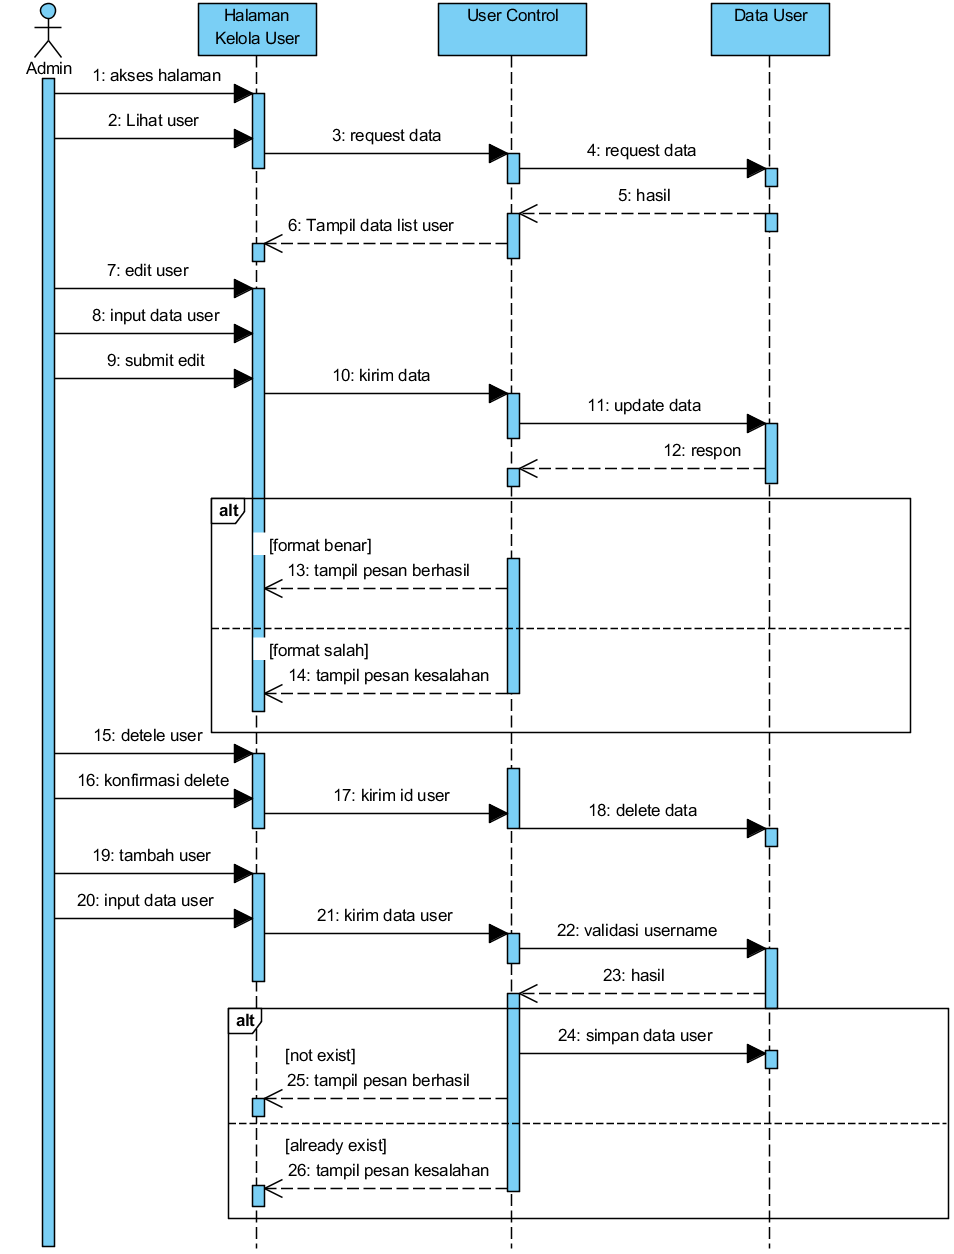 Halaman
Kelola User
User Control
Data User
Admin
1: akses halaman
2: Lihat user
3: request data
4: request data
5: hasil
6: Tampil data list user
7: edit user
8: input data user
9: submit edit
10: kirim data
11: update data
12: respon
alt
[format benar]
13: tampil pesan berhasil
[format salah]
14: tampil pesan kesalahan
15: detele user
16: konfirmasi delete
17: kirim id user
18: delete data
19: tambah user
20: input data user
21: kirim data user
22: validasi username
23: hasil
alt
24: simpan data user
[not exist]
25: tampil pesan berhasil
[already exist]
26: tampil pesan kesalahan